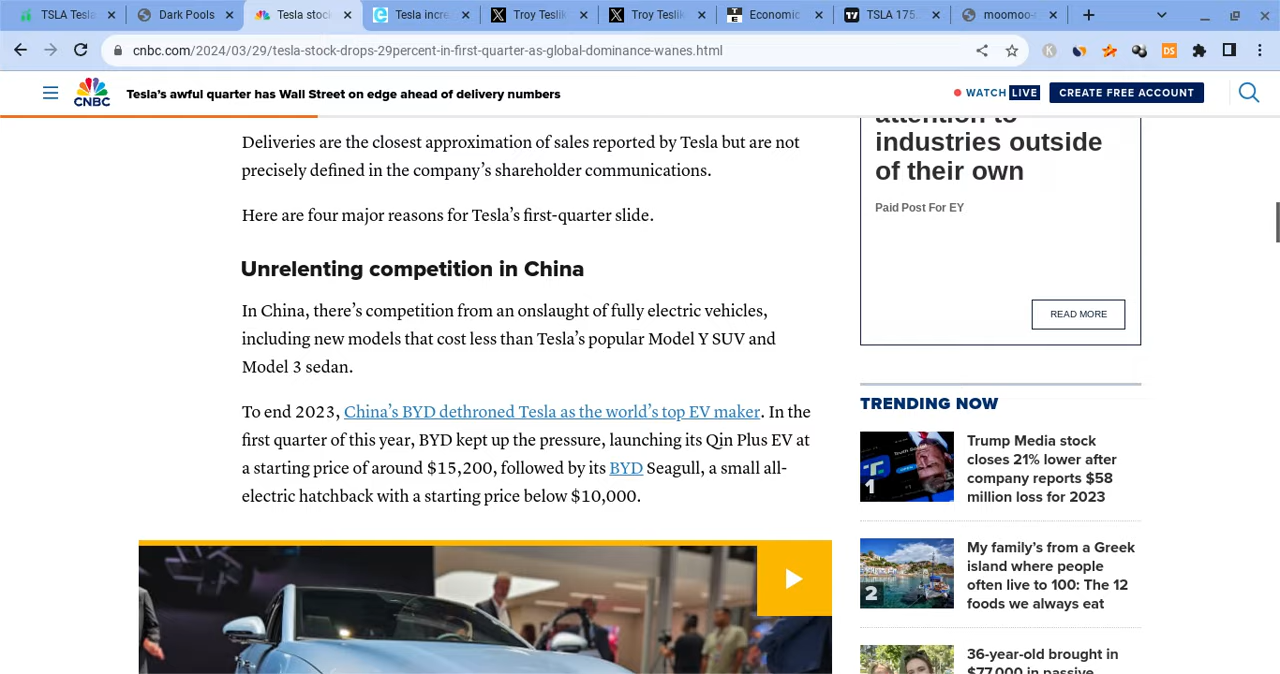 TSLA Tesla
Dark Pools
Tesla stoc
Tesla incre
Troy Teslik
Troy Teslik
Economic
TSLA 175.
moomoo-
cnbc.com/2024/03/29/tesla-stock-drops-29percent-in-first-quarter-as-global-dominance-wanes.html
K
DS
CNBC
Tesla’s awful quarter has Wall Street on edge ahead of delivery numbers
WATCH LIVE
CREATE FREE ACCOUNT
Deliveries are the closest approximation of sales reported by Tesla but are not
precisely defined in the company’s shareholder communications.
Here are four major reasons for Tesla’s first-quarter slide.
Unrelenting competition in China
In China, there’s competition from an onslaught of fully electric vehicles,
including new models that cost less than Tesla’s popular Model Y SUV and
Model 3 sedan.
To end 2023, China’s BYD dethroned Tesla as the world’s top EV maker. In the
first quarter of this year, BYD kept up the pressure, launching its Qin Plus EV at
a starting price of around $15,200, followed by its BYD Seagull, a small all-
electric hatchback with a starting price below $10,000.
attention to
industries outside
of their own
Paid Post For EY
READ MORE
TRENDING NOW
1
Trump Media stock
closes 21% lower after
company reports $58
million loss for 2023
2
My family’s from a Greek
island where people
often live to 100: The 12
foods we always eat
36-year-old brought in
$77,000 in passive